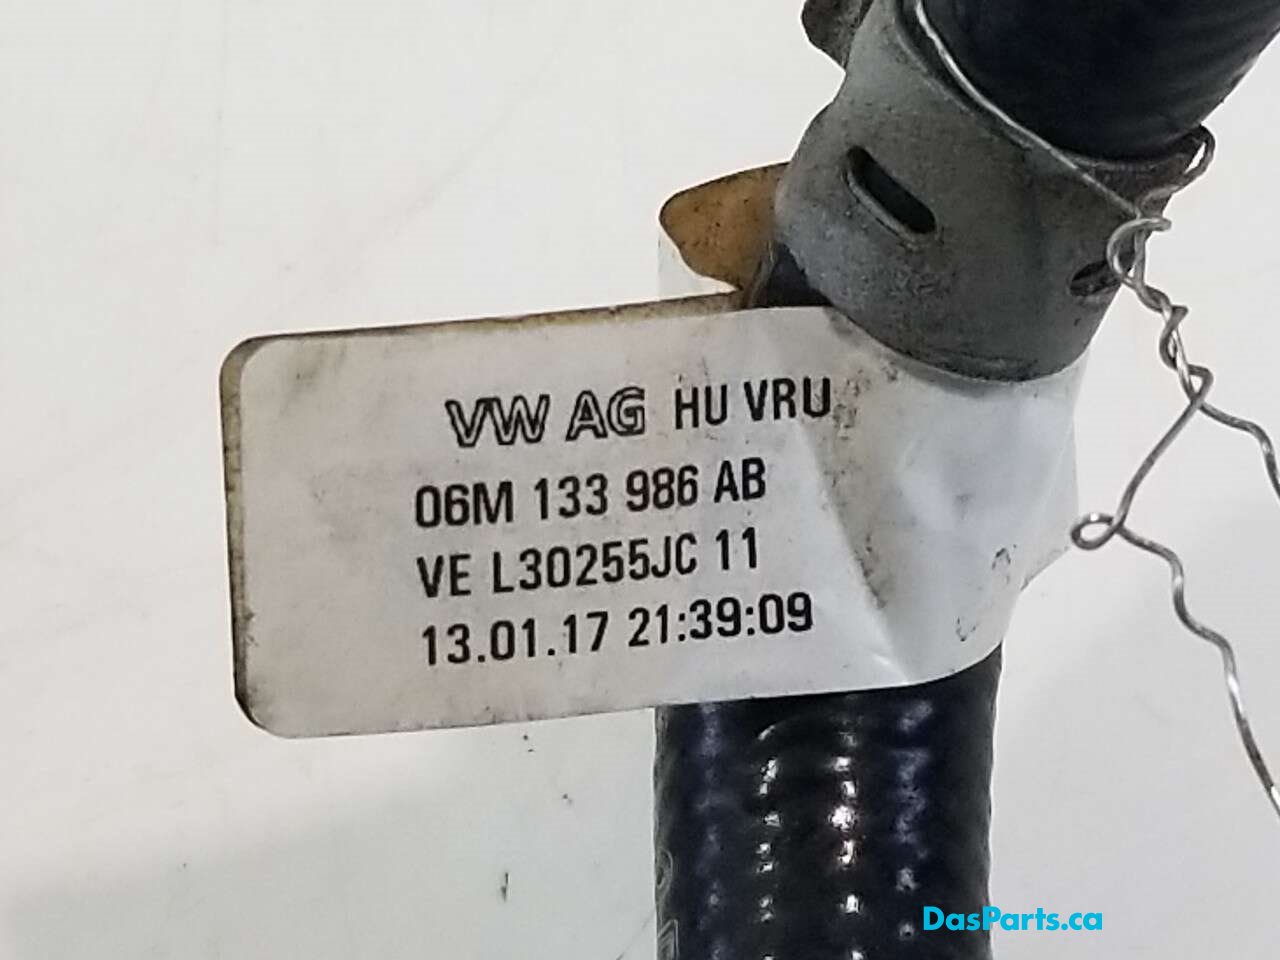 VW AG HU VRU
06M 133 986 AB
VE L30255JC 11
13.01.17 21:39:09
DasParts.ca